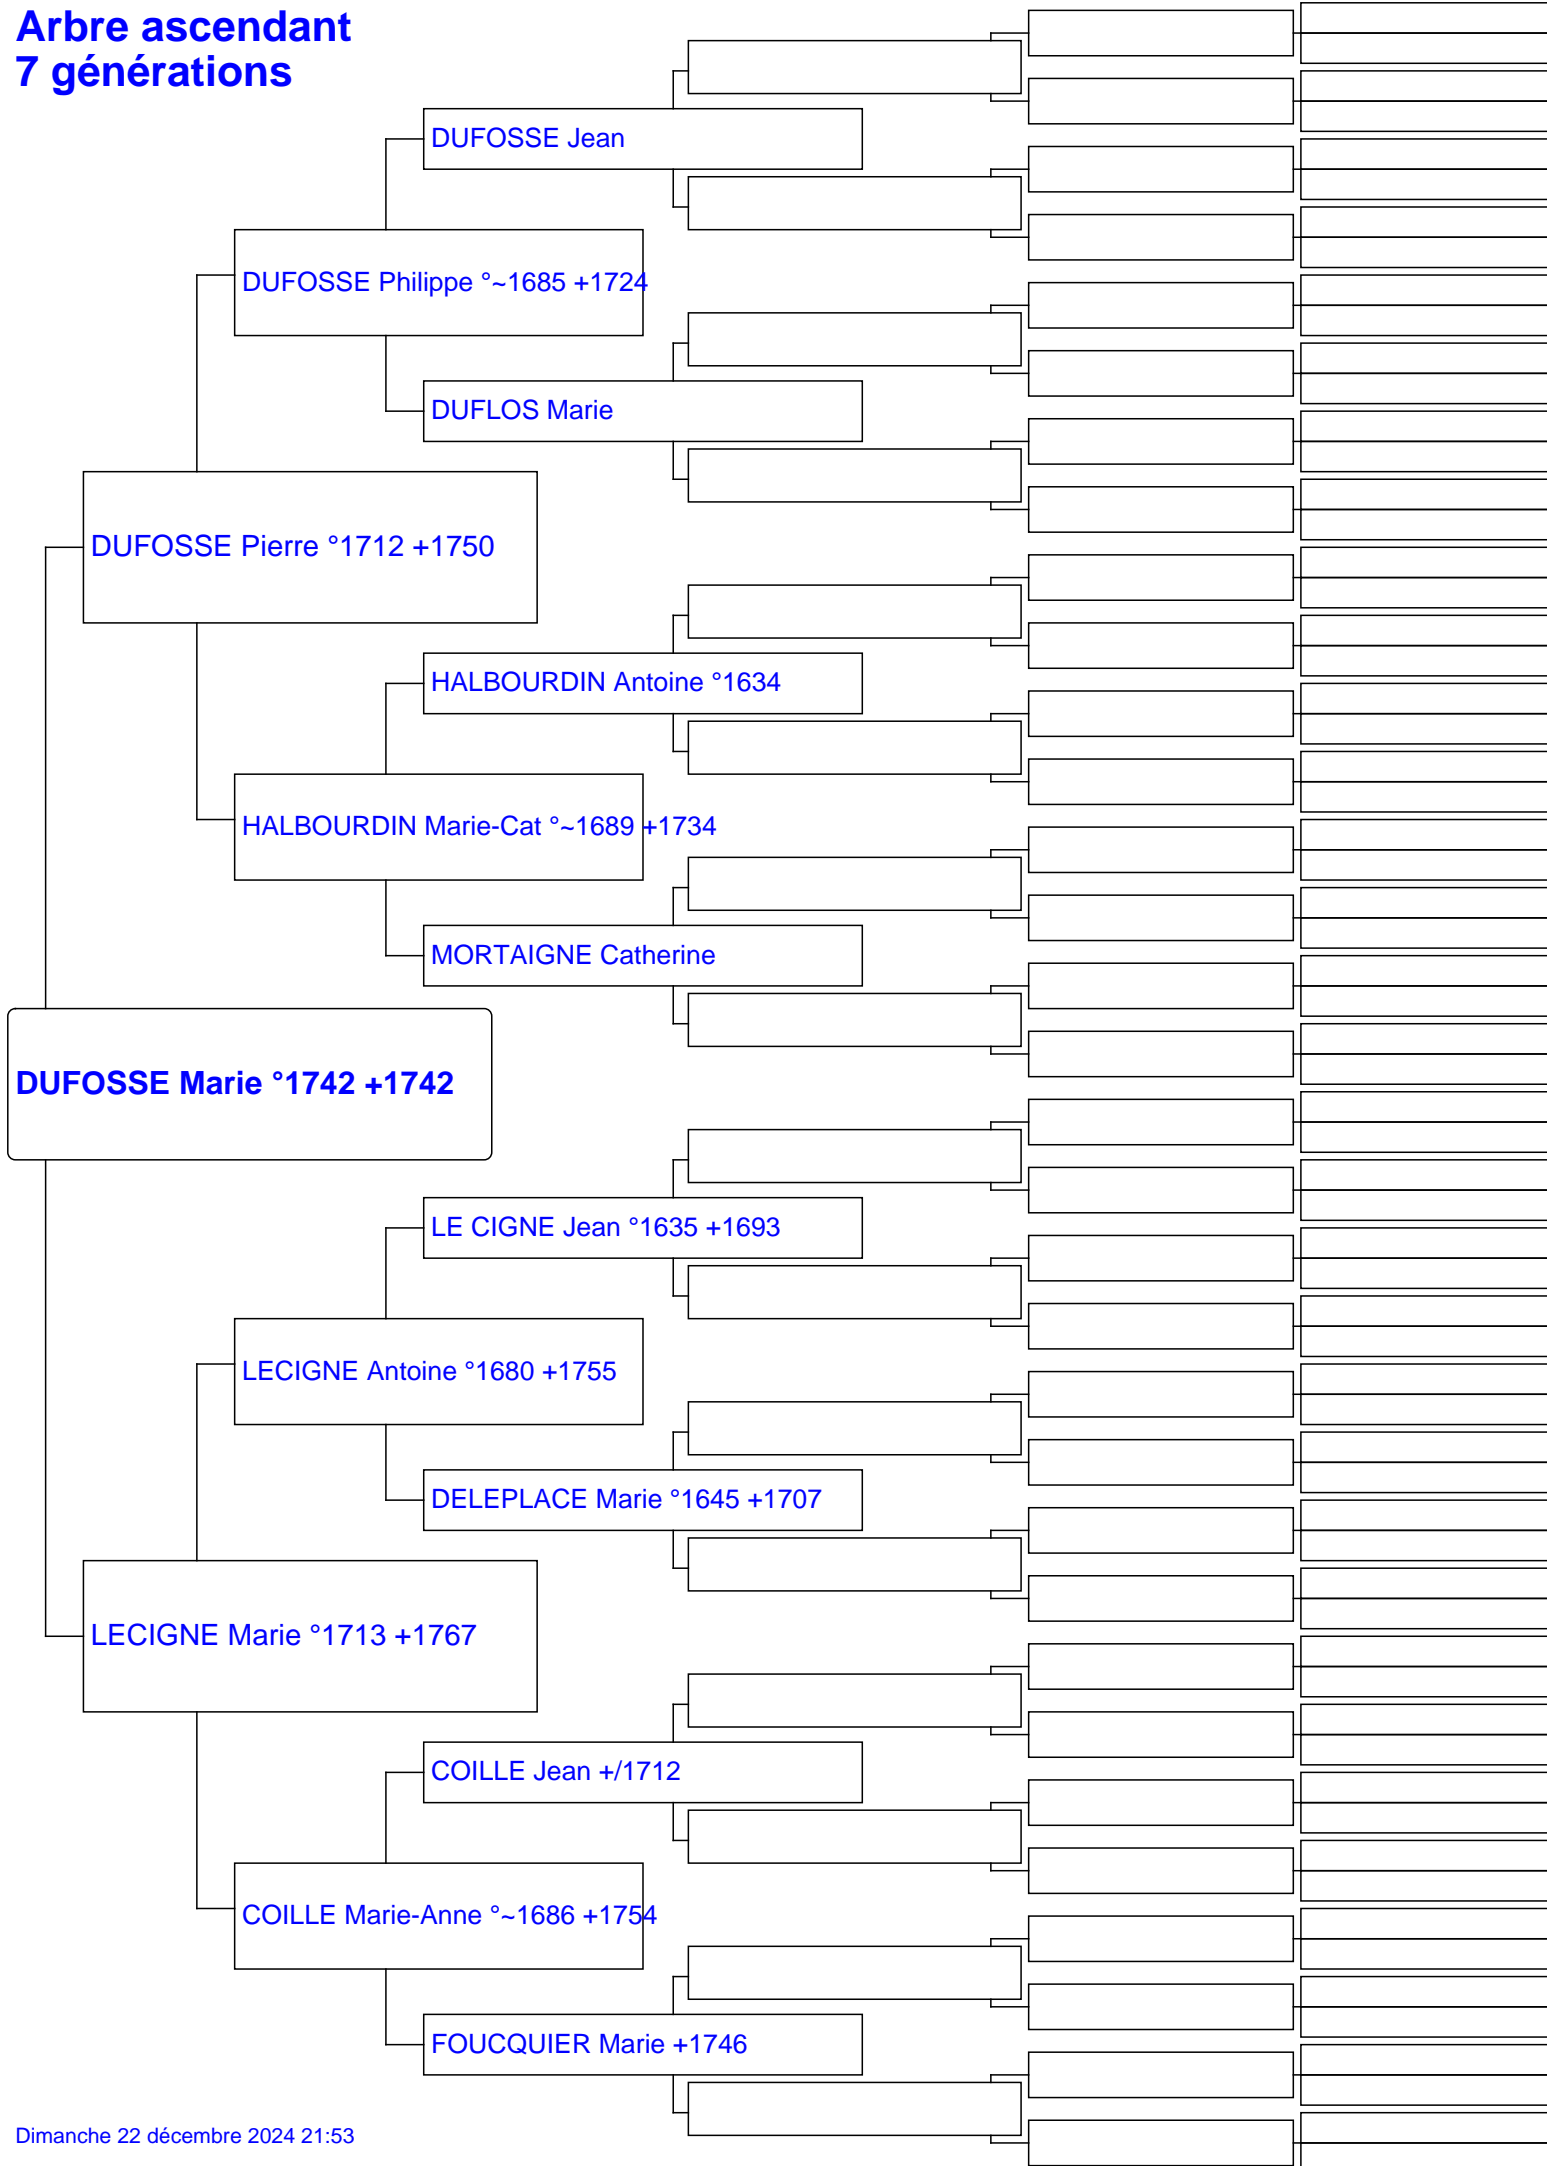 Arbre ascendant
7 générations
DUFOSSE Jean
DUFOSSE Philippe °~1685 +1724
DUFLOS Marie
DUFOSSE Pierre °1712 +1750
HALBOURDIN Antoine °1634
HALBOURDIN Marie-Cat °~1689 +1734
MORTAIGNE Catherine
DUFOSSE Marie °1742 +1742
LE CIGNE Jean °1635 +1693
LECIGNE Antoine °1680 +1755
DELEPLACE Marie °1645 +1707
LECIGNE Marie °1713 +1767
COILLE Jean +/1712
COILLE Marie-Anne °~1686 +1754
FOUCQUIER Marie +1746
Dimanche 22 décembre 2024 21:53